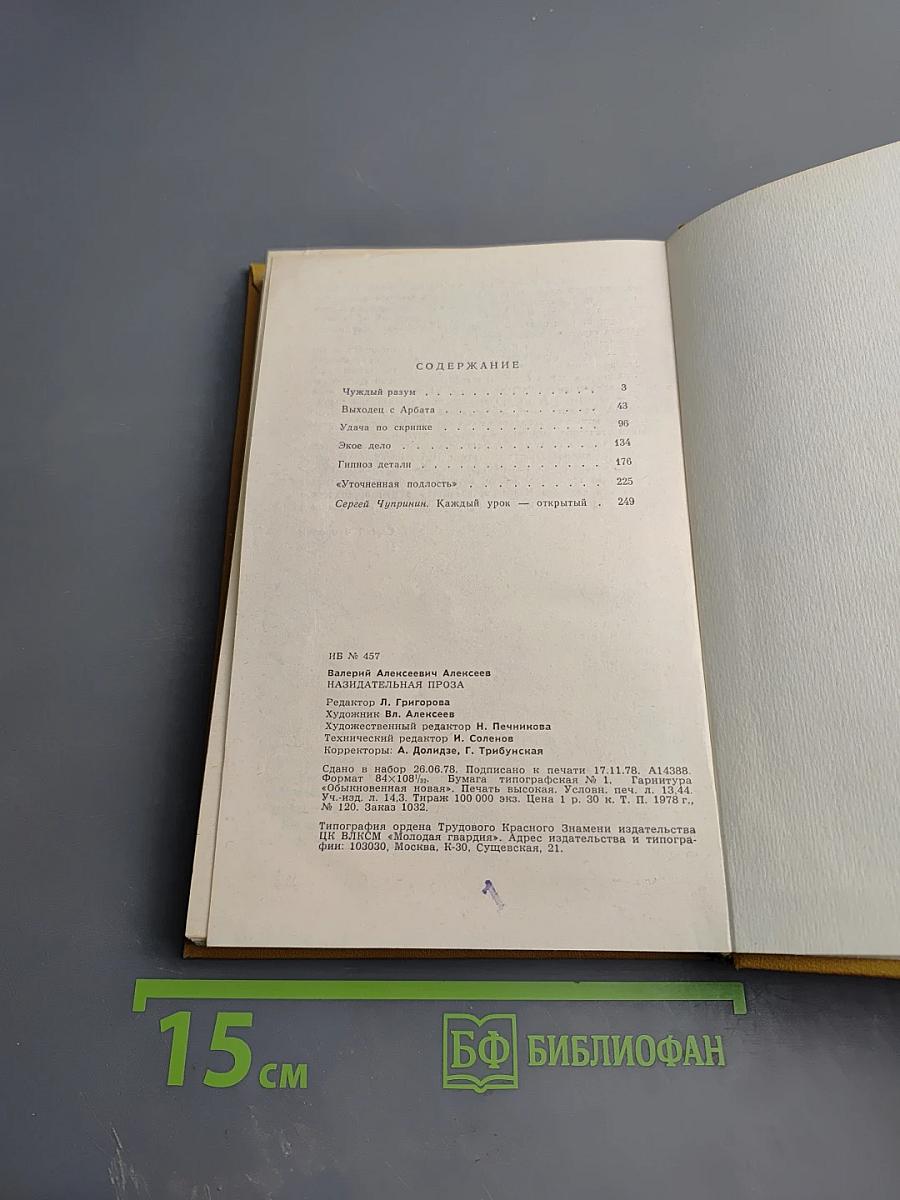 СОДЕРЖАНИЕ
Чуждый разум . . . . . . . . . . . . . 3
Выходец с Арбата . . . . . . . . . . . 43
Удача по скрипке . . . . . . . . . . . 96
Экое дело . . . . . . . . . . . . . . 134
Гипноз детали . . . . . . . . . . . . . 176
«Уточненная подлость» . . . . . . . . . . 225
Сергей Чупринин. Каждый урок — открытый . 249
ИБ № 457
Валерий Алексеевич Алексеев
НАЗИДАТЕЛЬНАЯ ПРОЗА
Редактор Л. Григорова
Художник Вл. Алексеев
Художественный редактор Н. Печникова
Технический редактор И. Соленов
Корректоры: А. Долидзе, Г. Трибунская
Сдано в набор 26.06.78. Подписано к печати 17.11.78. А14388.
Формат 84×108¹/₃₂. Бумага типографская № 1. Гарнитура
«Обыкновенная новая». Печать высокая. Условн. печ. л. 13,44.
Уч.-изд. л. 14,3. Тираж 100 000 экз. Цена 1 р. 30 к. Т. П. 1978 г.,
№ 120. Заказ 1032.
Типография ордена Трудового Красного Знамени издательства
ЦК ВЛКСМ «Молодая гвардия». Адрес издательства и типогра-
фии: 103030, Москва, К-30, Сущевская, 21.
1
15 см
БФ БИБЛИОФАН